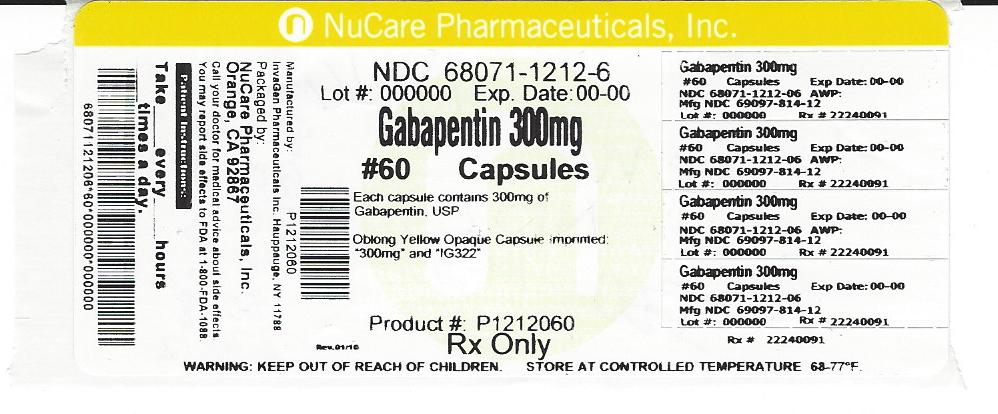 n NuCare Pharmaceuticals, Inc.
68071121206*60*0000000*000000
Take ____ every ____ hours
____ times a day.
Patient Instructions
You may report side effects to FDA at 1-800-FDA-1088.
Call your doctor for medical advice about side effects
Orange, CA 92867
NuCare Pharmaceuticals, Inc.
Packaged by:
InvaGen Pharmaceuticals Inc. Hauppauge, NY 11788
Manufactured by:
P1212060
NDC 68071-1212-6
Lot #: 000000 Exp. Date: 00-00
Gabapentin 300mg
#60 Capsules
Each capsule contains 300mg of
Gabapentin, USP
Oblong Yellow Opaque Capsule imprinted:
"300mg" and "IG322"
Product #: P1212060
Rev.01/16
Rx Only
Gabapentin 300mg
#60 Capsules Exp Date: 00-00
NDC 68071-1212-06 AWP:
Mfg NDC 69097-814-12
Lot #: 000000 Rx # 22240091
Gabapentin 300mg
#60 Capsules Exp Date: 00-00
NDC 68071-1212-06 AWP:
Mfg NDC 69097-814-12
Lot #: 000000 Rx # 22240091
Gabapentin 300mg
#60 Capsules Exp Date: 00-00
NDC 68071-1212-06 AWP:
Mfg NDC 69097-814-12
Lot #: 000000 Rx # 22240091
Gabapentin 300mg
#60 Capsules Exp Date: 00-00
NDC 68071-1212-06
Mfg NDC 69097-814-12
Lot #: 000000 Rx # 22240091
Rx # 22240091
WARNING: KEEP OUT OF REACH OF CHILDREN. STORE AT CONTROLLED TEMPERATURE 68-77°F.